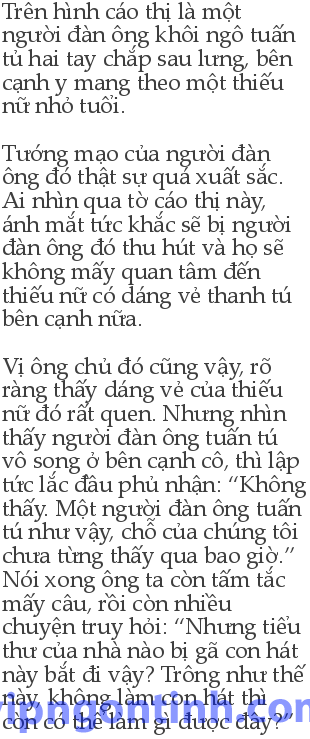 Trên hình cáo thị là một
người đàn ông khôi ngô tuấn
tú hai tay chắp sau lưng, bên
cạnh y mang theo một thiếu
nữ nhỏ tuổi.
Tướng mạo của người đàn
ông đó thật sự quá xuất sắc.
Ai nhìn qua tờ cáo thị này,
ánh mắt tức khắc sẽ bị người
đàn ông đó thu hút và họ sẽ
không mấy quan tâm đến
thiếu nữ có dáng vẻ thanh tú
bên cạnh nữa.
Vị ông chủ đó cũng vậy, rõ
ràng thấy dáng vẻ của thiếu
nữ đó rất quen. Nhưng nhìn
thấy người đàn ông tuấn tú
vô song ở bên cạnh cô, thì lập
tức lắc đầu phủ nhận: “Không
thấy. Một người đàn ông tuấn
tú như vậy, chỗ của chúng tôi
chưa từng thấy qua bao giờ.”
Nói xong ông ta còn tấm tắc
mấy câu, rồi còn nhiều
chuyện truy hỏi: “Nhưng tiểu
thư của nhà nào bị gã con hát
này bắt đi vậy? Trông như thế
này, không làm con hát thì
còn có thể làm gì được đây?”
vipngontinh.com